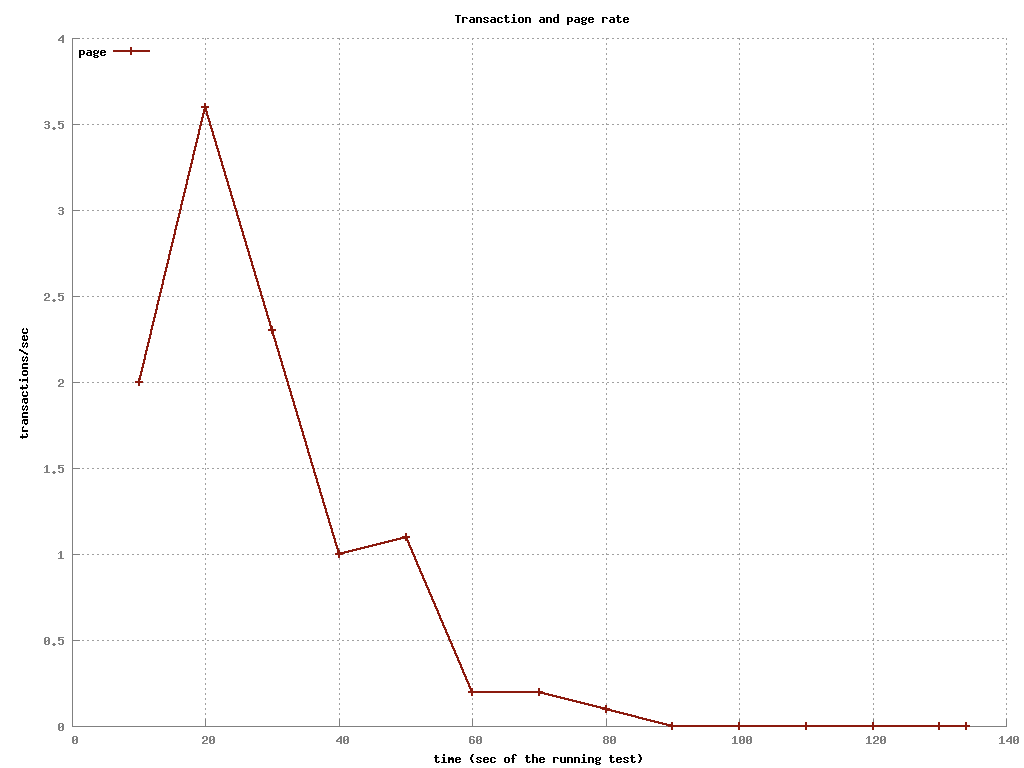 Transaction and page rate
page
4
3.5
3
2.5
2
1.5
1
0.5
0
transactions/sec
0 20 40 60 80 100 120 140
time (sec of the running test)